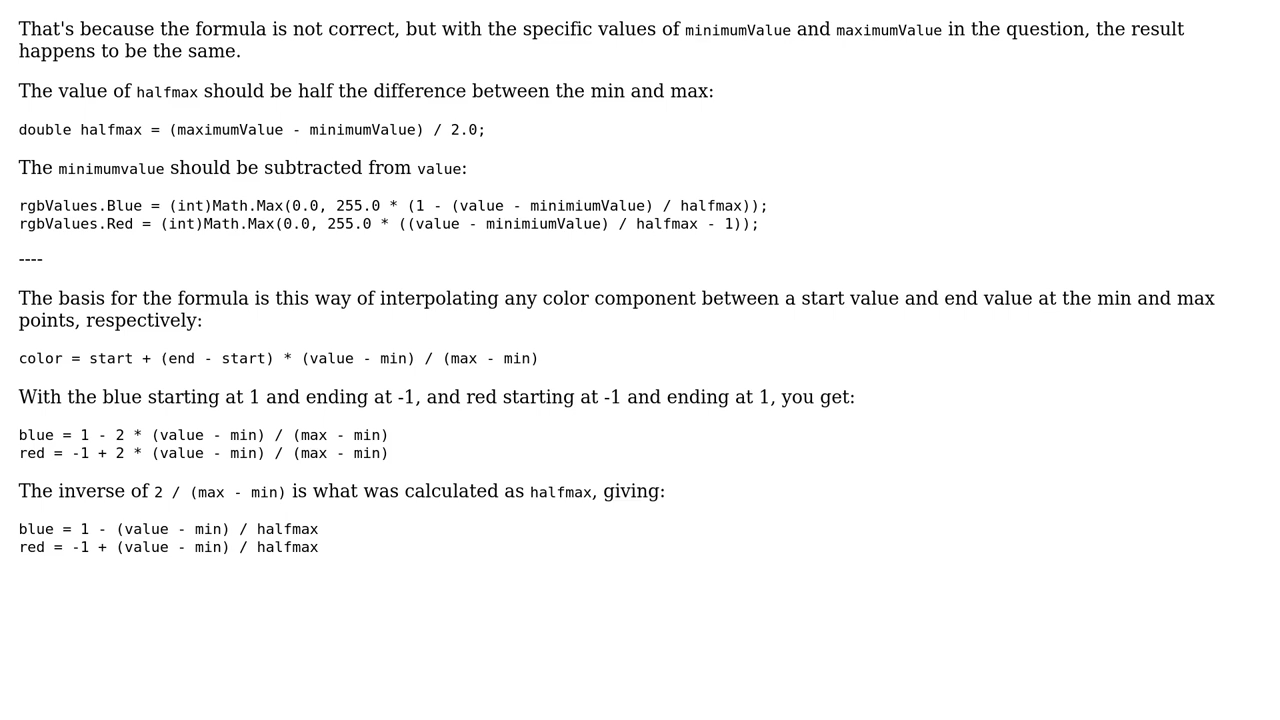 That's because the formula is not correct, but with the specific values of minimumValue and maximumValue in the question, the result
happens to be the same.
The value of halfmax should be half the difference between the min and max:
double halfmax = (maximumValue - minimumValue) / 2.0;
The minimumvalue should be subtracted from value:
rgbValues.Blue = (int)Math.Max(0.0, 255.0 * (1 - (value - minimiumValue) / halfmax));
rgbValues.Red = (int)Math.Max(0.0, 255.0 * ((value - minimiumValue) / halfmax - 1));
----
The basis for the formula is this way of interpolating any color component between a start value and end value at the min and max
points, respectively:
color = start + (end - start) * (value - min) / (max - min)
With the blue starting at 1 and ending at -1, and red starting at -1 and ending at 1, you get:
blue = 1 - 2 * (value - min) / (max - min)
red = -1 + 2 * (value - min) / (max - min)
The inverse of 2 / (max - min) is what was calculated as halfmax, giving:
blue = 1 - (value - min) / halfmax
red = -1 + (value - min) / halfmax